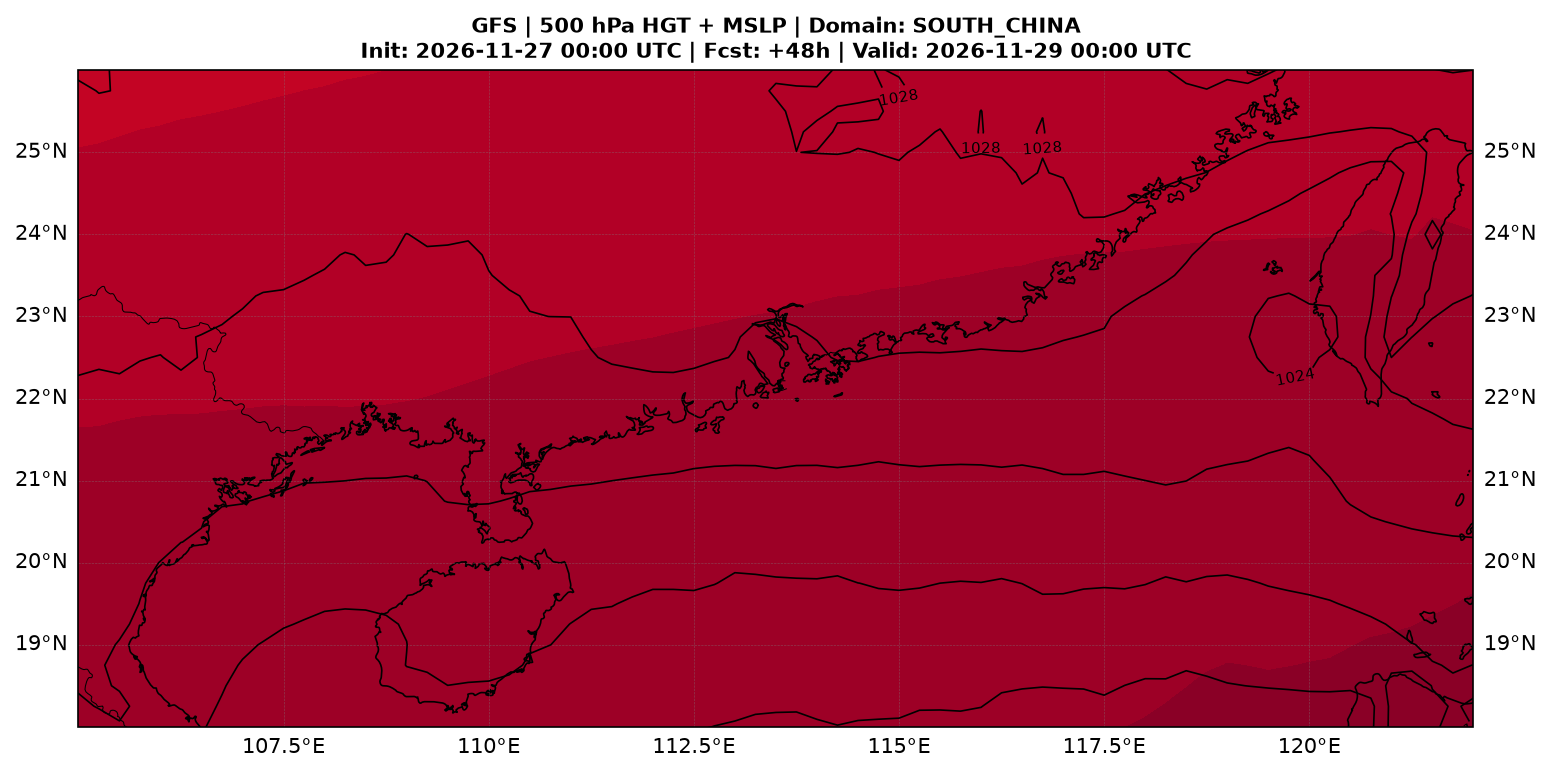 GFS | 500 hPa HGT + MSLP | Domain: SOUTH_CHINA
Init: 2026-11-27 00:00 UTC | Fcst: +48h | Valid: 2026-11-29 00:00 UTC
1028
1028 1028
25°N 25°N
24°N 24°N
23°N 23°N
1024
22°N 22°N
21°N 21°N
20°N 20°N
19°N 19°N
107.5°E 110°E 112.5°E 115°E 117.5°E 120°E